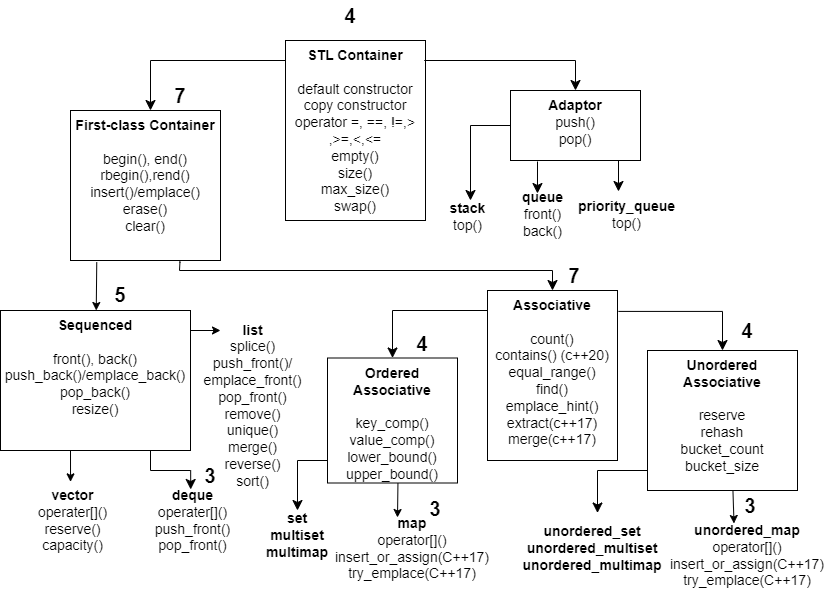 4
STL Container
default constructor
copy constructor
operator =, ==, !=,>
,>=,<,<=
empty()
size()
max_size()
swap()
7
First-class Container
begin(), end()
rbegin(),rend()
insert()/emplace()
erase()
clear()
Adaptor
push()
pop()
stack
top()
queue
front()
back()
priority_queue
top()
5
Sequenced
front(), back()
push_back()/emplace_back()
pop_back()
resize()
list
splice()
push_front()/
emplace_front()
pop_front()
remove()
unique()
merge()
reverse()
sort()
vector
operater[]()
reserve()
capacity()
3
deque
operater[]()
push_front()
pop_front()
7
Associative
count()
contains() (c++20)
equal_range()
find()
emplace_hint()
extract(c++17)
merge(c++17)
4
Ordered
Associative
key_comp()
value_comp()
lower_bound()
upper_bound()
set
multiset
multimap
3
map
operator[]()
insert_or_assign(C++17)
try_emplace(C++17)
4
Unordered
Associative
reserve
rehash
bucket_count
bucket_size
unordered_set
unordered_multiset
unordered_multimap
3
unordered_map
operator[]()
insert_or_assign(C++17)
try_emplace(C++17)